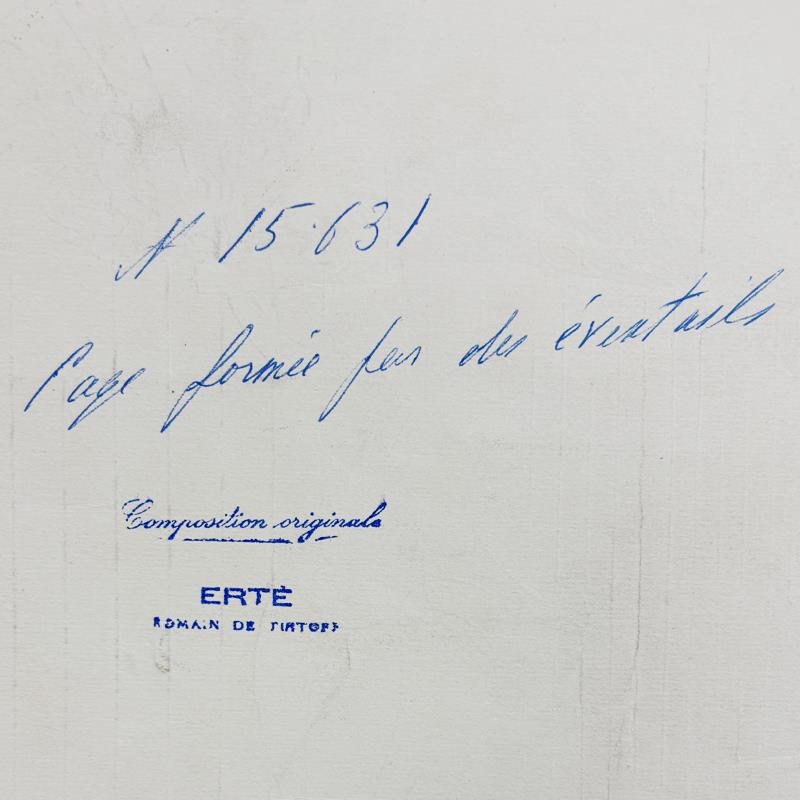 N 15.631
Cage formée par des éventails
Composition originale
ERTÉ
ROMAIN DE TIRTOFF